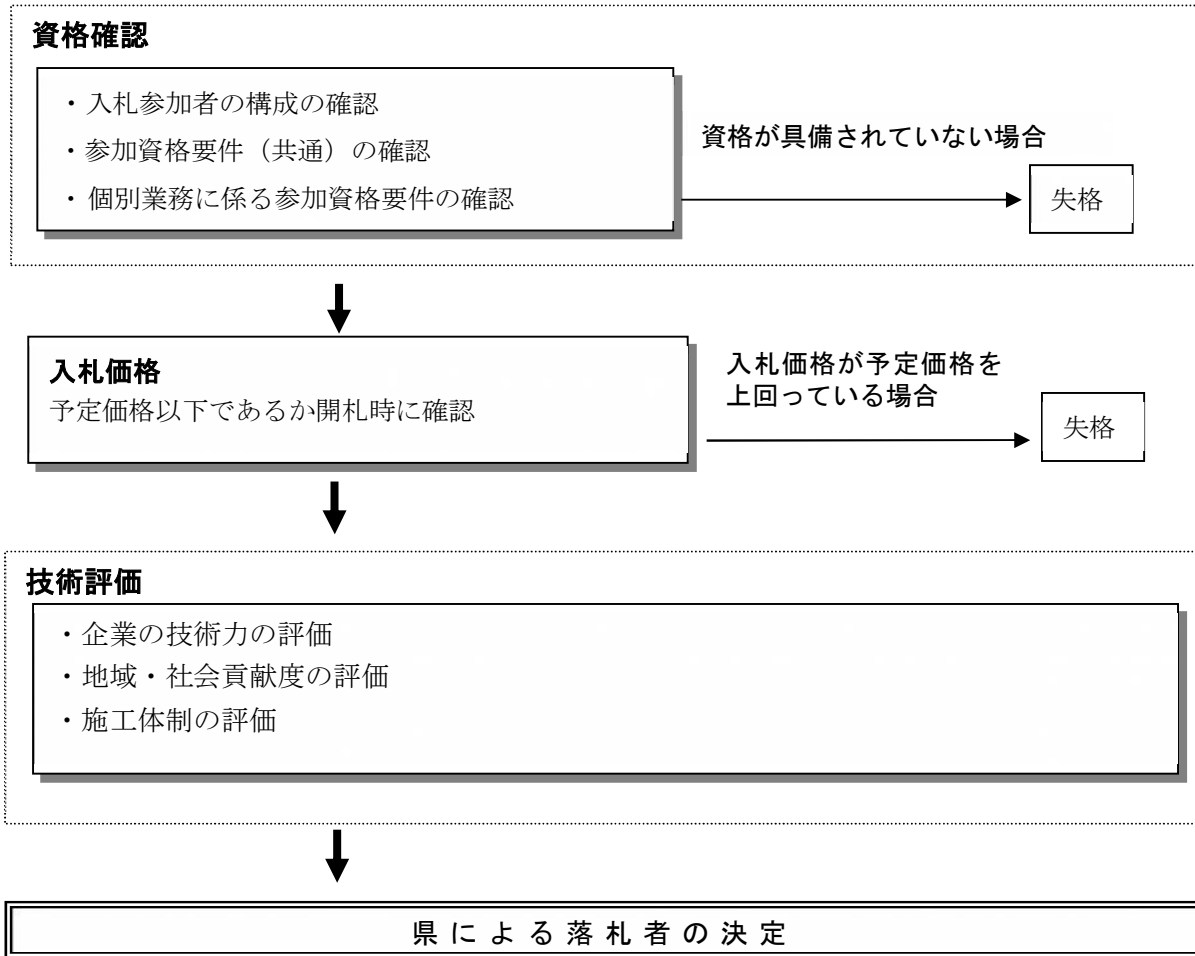 資格確認
・入札参加者の構成の確認
・参加資格要件（共通）の確認
・個別業務に係る参加資格要件の確認
資格が具備されていない場合
失格
入札価格
予定価格以下であるか開札時に確認
入札価格が予定価格を
上回っている場合
失格
技術評価
・企業の技術力の評価
・地域・社会貢献度の評価
・施工体制の評価
県による落札者の決定